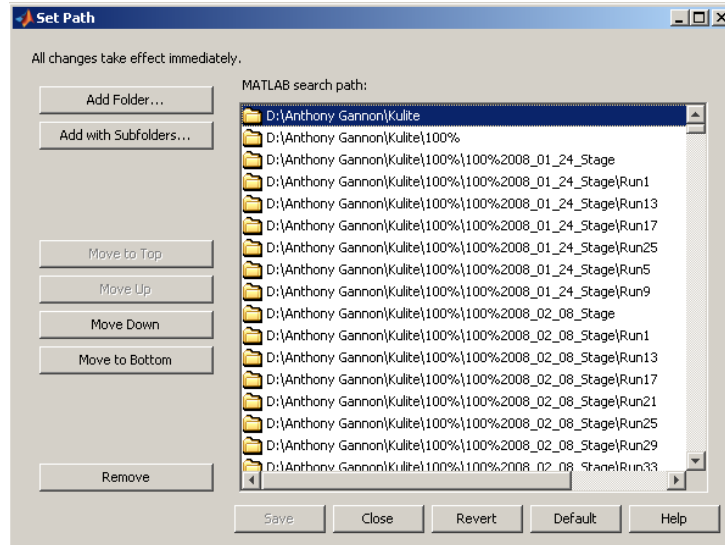 Set Path
All changes take effect immediately.
Add Folder...
Add with Subfolders...
Move to Top
Move Up
Move Down
Move to Bottom
Remove
MATLAB search path:
D:\Anthony Gannon\Kulite
D:\Anthony Gannon\Kulite\100%
D:\Anthony Gannon\Kulite\100%\100%2008_01_24_Stage
D:\Anthony Gannon\Kulite\100%\100%2008_01_24_Stage\Run1
D:\Anthony Gannon\Kulite\100%\100%2008_01_24_Stage\Run13
D:\Anthony Gannon\Kulite\100%\100%2008_01_24_Stage\Run17
D:\Anthony Gannon\Kulite\100%\100%2008_01_24_Stage\Run25
D:\Anthony Gannon\Kulite\100%\100%2008_01_24_Stage\Run5
D:\Anthony Gannon\Kulite\100%\100%2008_01_24_Stage\Run9
D:\Anthony Gannon\Kulite\100%\100%2008_02_08_Stage
D:\Anthony Gannon\Kulite\100%\100%2008_02_08_Stage\Run1
D:\Anthony Gannon\Kulite\100%\100%2008_02_08_Stage\Run13
D:\Anthony Gannon\Kulite\100%\100%2008_02_08_Stage\Run17
D:\Anthony Gannon\Kulite\100%\100%2008_02_08_Stage\Run21
D:\Anthony Gannon\Kulite\100%\100%2008_02_08_Stage\Run25
D:\Anthony Gannon\Kulite\100%\100%2008_02_08_Stage\Run29
D:\Anthony Gannon\Kulite\100%\100%2008_02_08_Stage\Run33
Save
Close
Revert
Default
Help